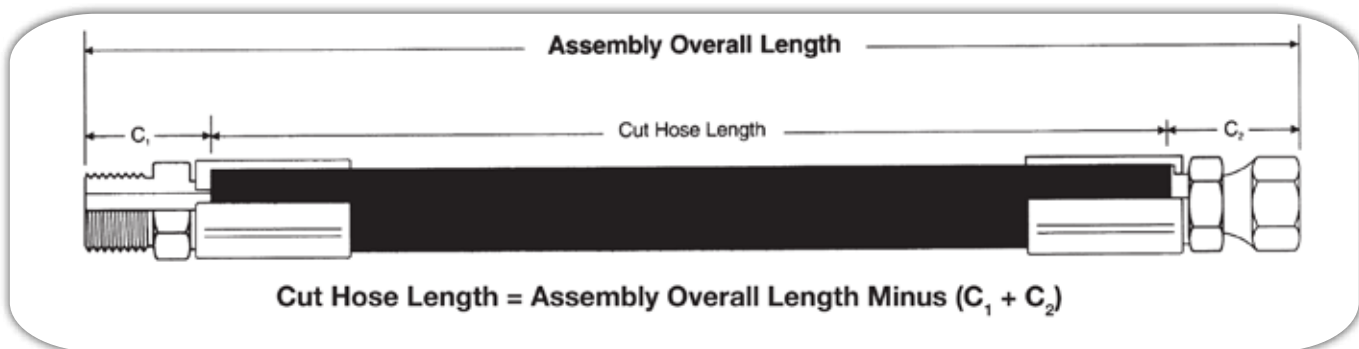 Assembly Overall Length
C₁
Cut Hose Length
C₂
Cut Hose Length = Assembly Overall Length Minus (C₁ + C₂)